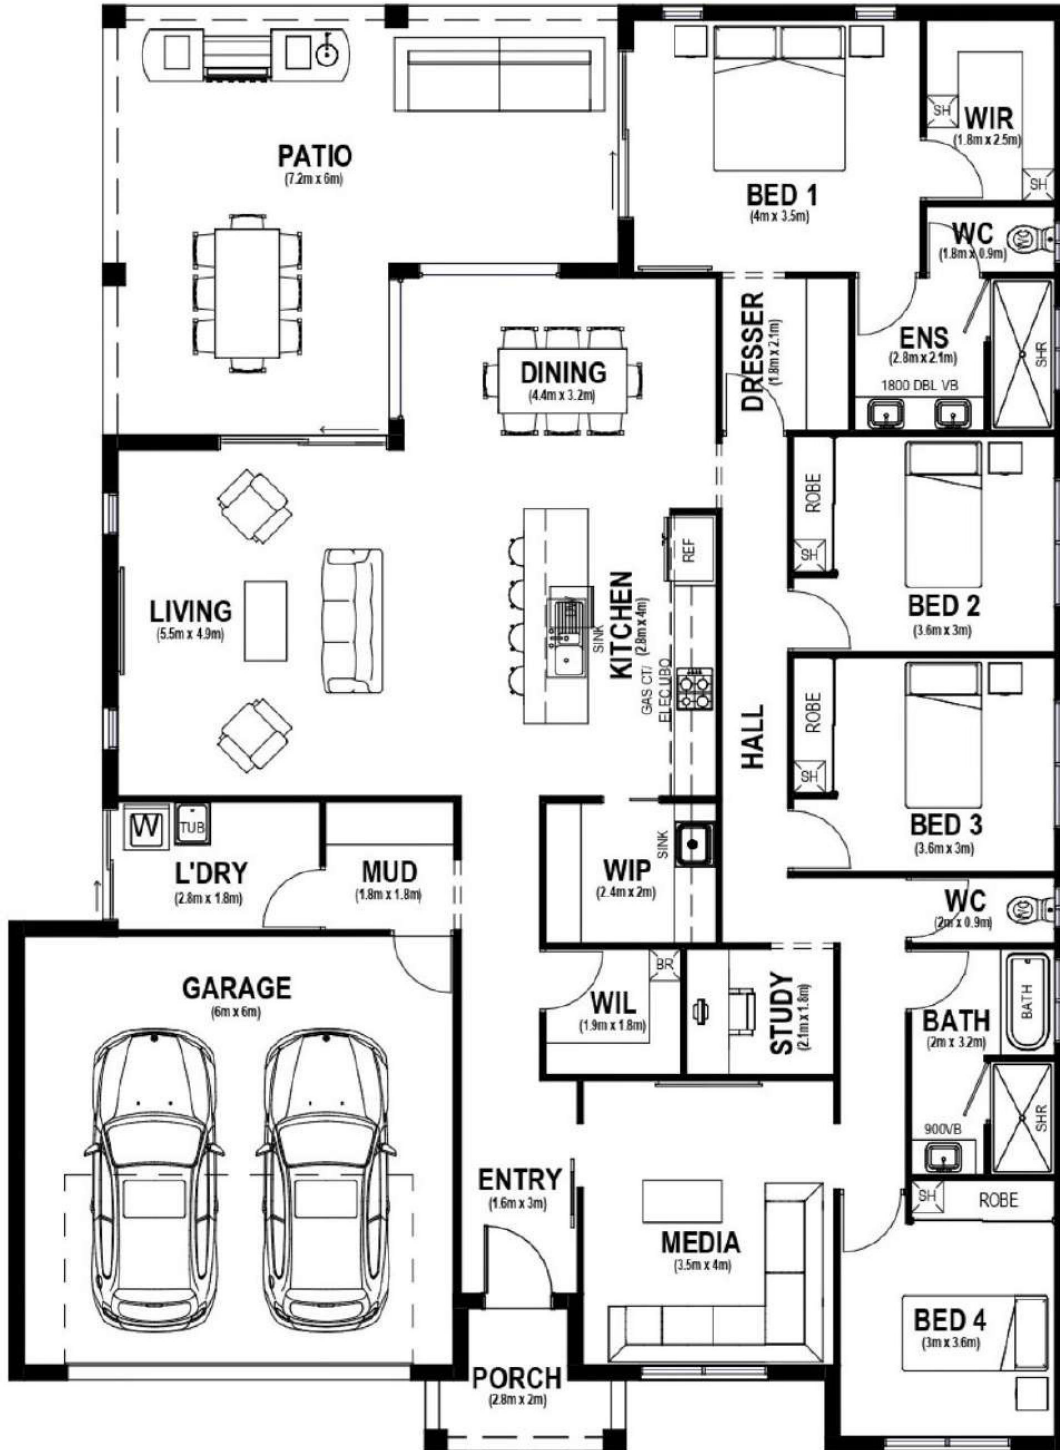 PATIO
(7.2m x 6m)
BED 1
(4m x 3.5m)
SH
WIR
(1.8m x 2.5m)
SH
WC
(1.8m x 0.9m)
WC
DRESSER
(1.8m x 2.1m)
ENS
(2.8m x 2.1m)
1800 DBL VB
SHR
DINING
(4.4m x 3.2m)
ROBE
SH
BED 2
(3.6m x 3m)
LIVING
(5.5m x 4.9m)
REF
KITCHEN
(2.8m x 4m)
SINK
GAS CT/
ELEC.UBO
HALL
ROBE
SH
BED 3
(3.6m x 3m)
W
TUB
L'DRY
(2.8m x 1.8m)
MUD
(1.8m x 1.8m)
WIP
(2.4m x 2m)
SINK
WC
(2m x 0.9m)
WC
GARAGE
(6m x 6m)
BR
WIL
(1.9m x 1.8m)
STUDY
(2.1m x 1.8m)
BATH
(2m x 3.2m)
BATH
900VB
SHR
ENTRY
(1.6m x 3m)
SH
ROBE
MEDIA
(3.5m x 4m)
BED 4
(3m x 3.6m)
PORCH
(2.8m x 2m)